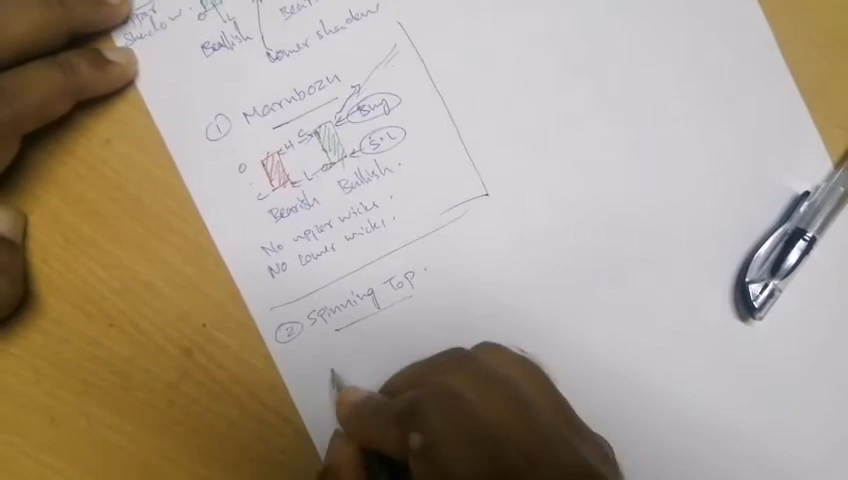 shadow.
Bullish
Lower shadow
① Marubozu
Buy
H
S.L
O
L
C
Bearish Bullish.
No upper wicks.
No Lower wicks.
② Spinning Top.